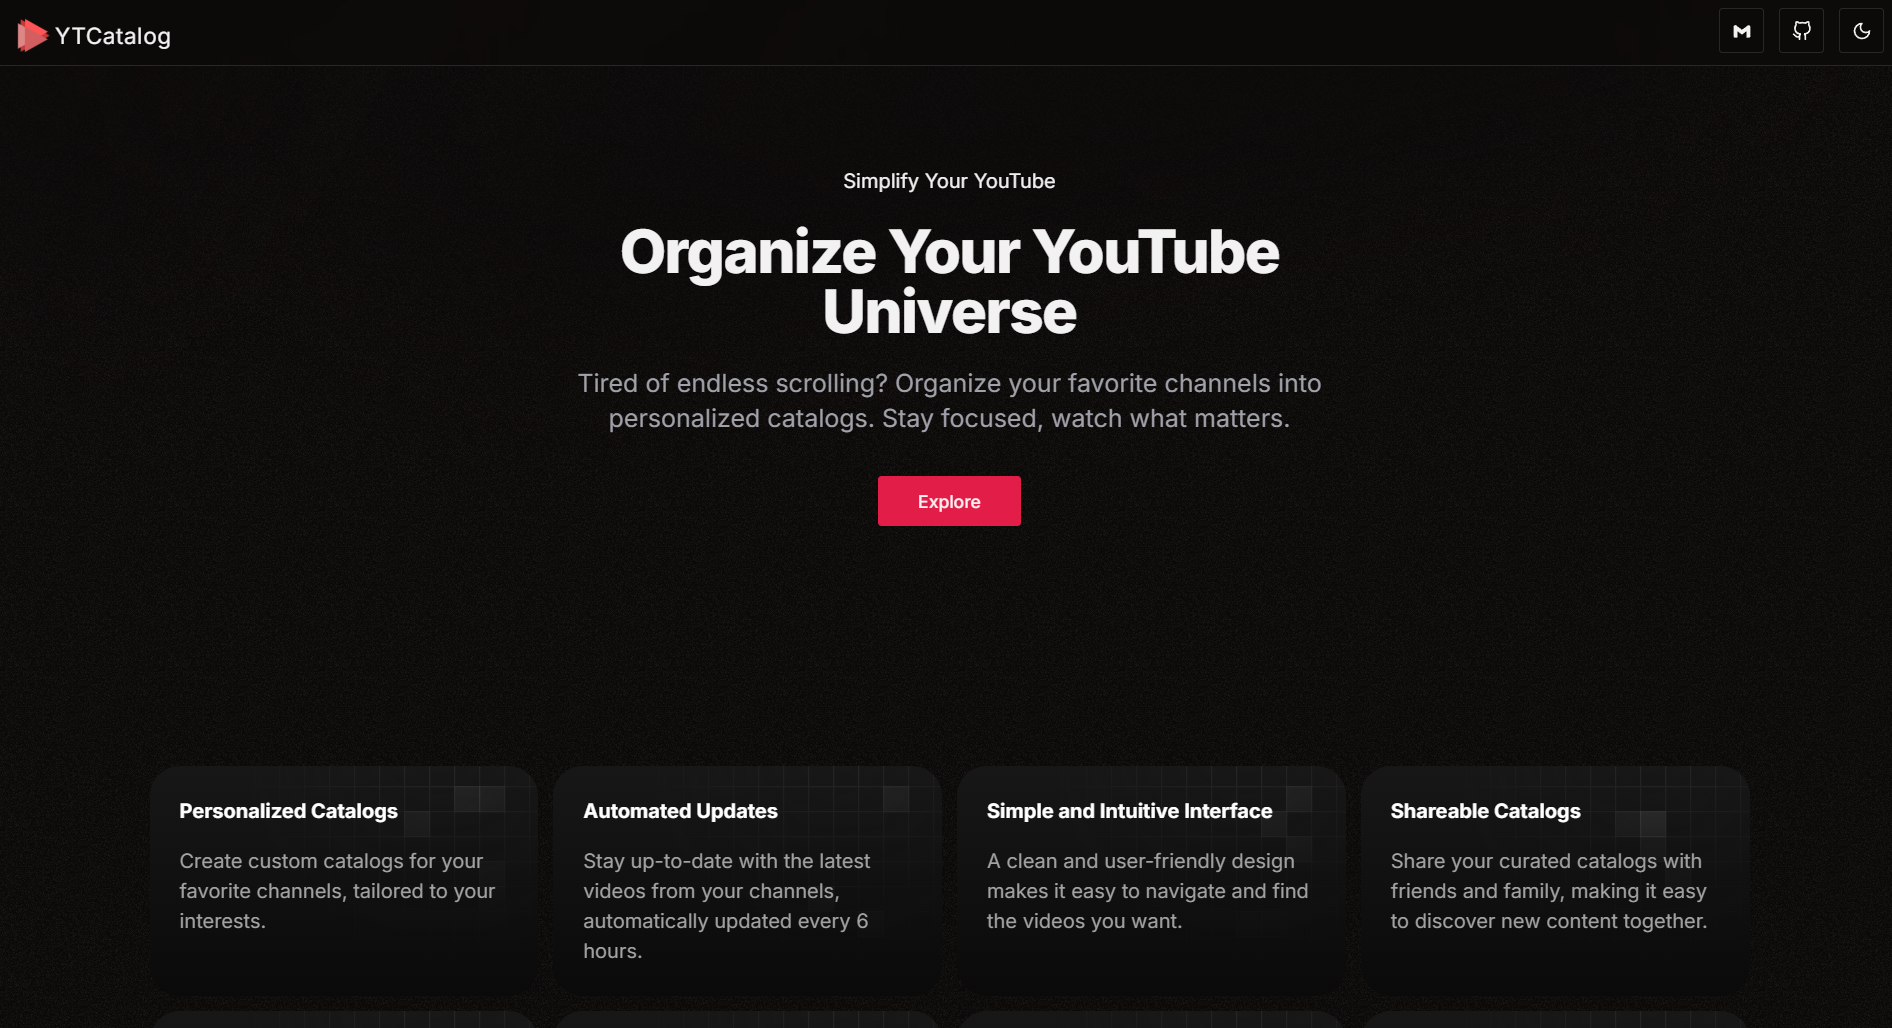 YTCatalog
Simplify Your YouTube
Organize Your YouTube
Universe
Tired of endless scrolling? Organize your favorite channels into
personalized catalogs. Stay focused, watch what matters.
Explore
Personalized Catalogs
Create custom catalogs for your
favorite channels, tailored to your
interests.
Automated Updates
Stay up-to-date with the latest
videos from your channels,
automatically updated every 6
hours.
Simple and Intuitive Interface
A clean and user-friendly design
makes it easy to navigate and find
the videos you want.
Shareable Catalogs
Share your curated catalogs with
friends and family, making it easy
to discover new content together.